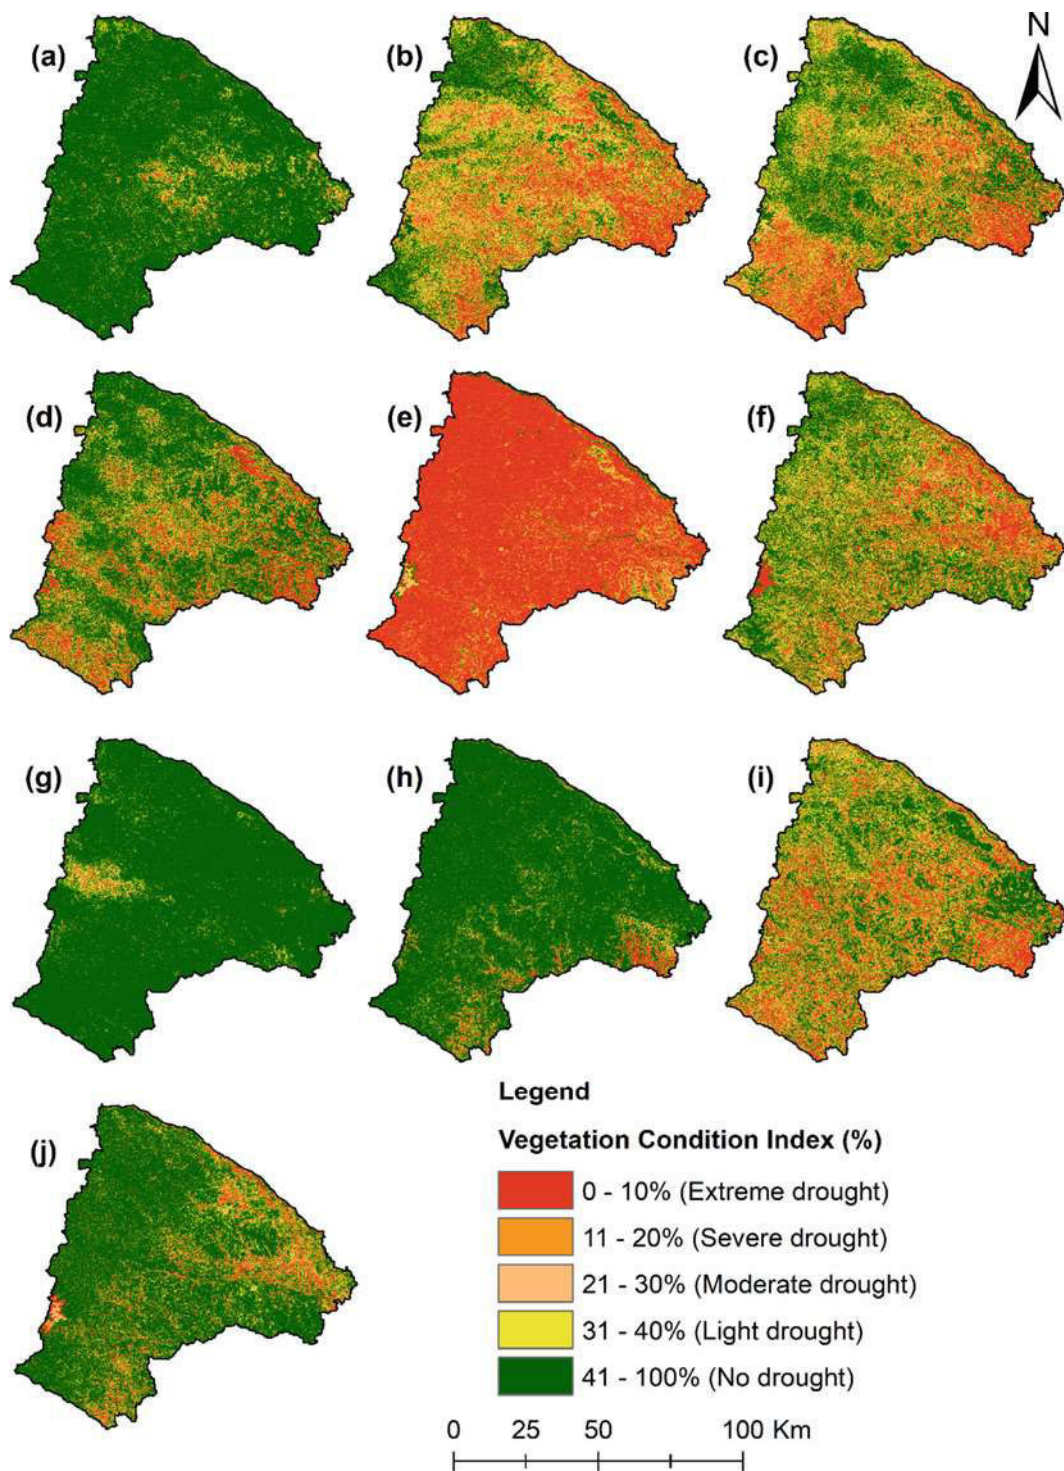 N
(a)
(b)
(c)
(d)
(e)
(f)
(g)
(h)
(i)
(j)
Legend
Vegetation Condition Index (%)
0 - 10% (Extreme drought)
11 - 20% (Severe drought)
21 - 30% (Moderate drought)
31 - 40% (Light drought)
41 - 100% (No drought)
0 25 50 100 Km